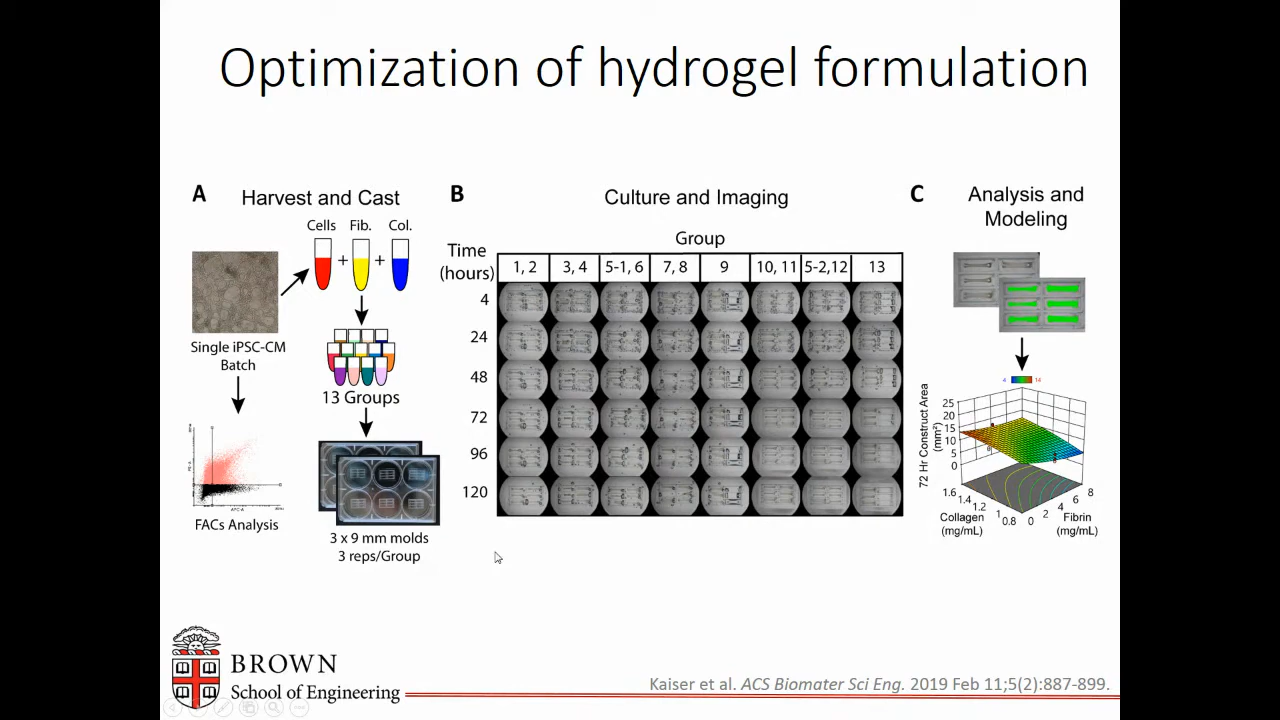 Optimization of hydrogel formulation
A
Harvest and Cast
Cells
Fib.
Col.
+
+
Single iPSC-CM
Batch
13 Groups
FACs Analysis
3 x 9 mm molds
3 reps/Group
B
Culture and Imaging
Group
Time
(hours)
1, 2
3, 4
5-1, 6
7, 8
9
10, 11
5-2,12
13
4
24
48
72
96
120
C
Analysis and
Modeling
4
14
72 Hr Construct Area
(mm²)
25
20
15
10
5
0
1.6
1.4
1.2
1
0.8
Collagen
(mg/mL)
0
2
4
6
8
Fibrin
(mg/mL)
BROWN
School of Engineering
Kaiser et al. ACS Biomater Sci Eng. 2019 Feb 11;5(2):887-899.